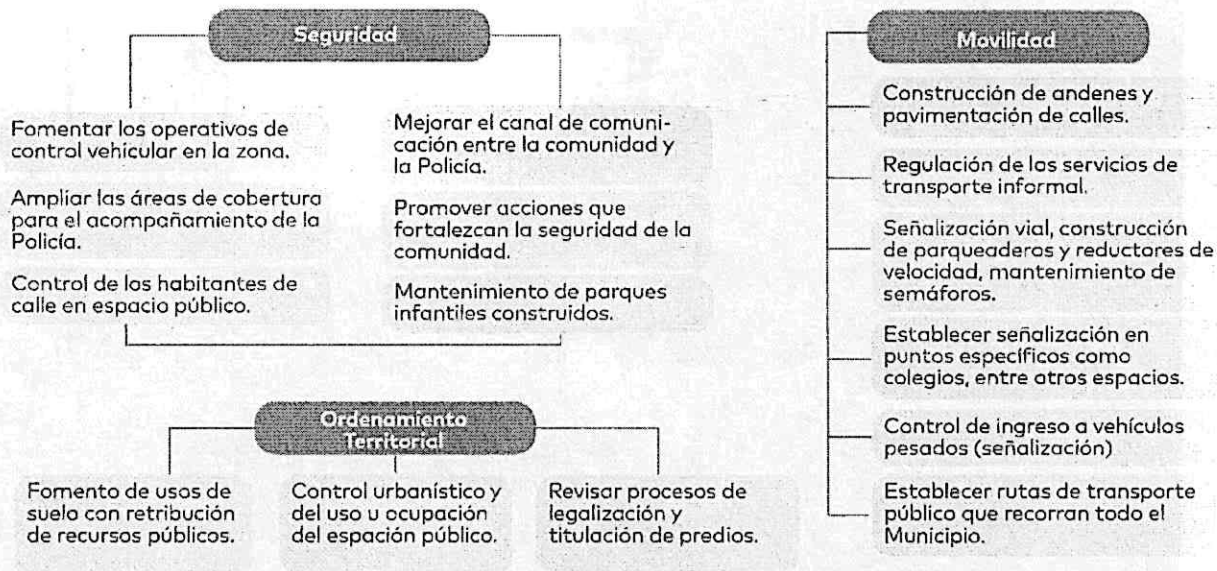 Seguridad
Fomentar los operativos de
control vehicular en la zona.
Ampliar las áreas de cobertura
para el acompañamiento de la
Policía.
Control de los habitantes de
calle en espacio público.
Mejorar el canal de comuni-
cación entre la comunidad y
la Policía.
Promover acciones que
fortalezcan la seguridad de la
comunidad.
Mantenimiento de parques
infantiles construidos.
Movilidad
Construcción de andenes y
pavimentación de calles.
Regulación de los servicios de
transporte informal.
Señalización vial, construcción
de parqueaderos y reductores de
velocidad, mantenimiento de
semáforos.
Establecer señalización en
puntos específicos como
colegios, entre otros espacios.
Control de ingreso a vehículos
pesados (señalización)
Establecer rutas de transporte
público que recorran todo el
Municipio.
Ordenamiento
Territorial
Fomento de usos de
suelo con retribución
de recursos públicos.
Control urbanístico y
del uso u ocupación
del espación público.
Revisar procesos de
legalización y
titulación de predios.